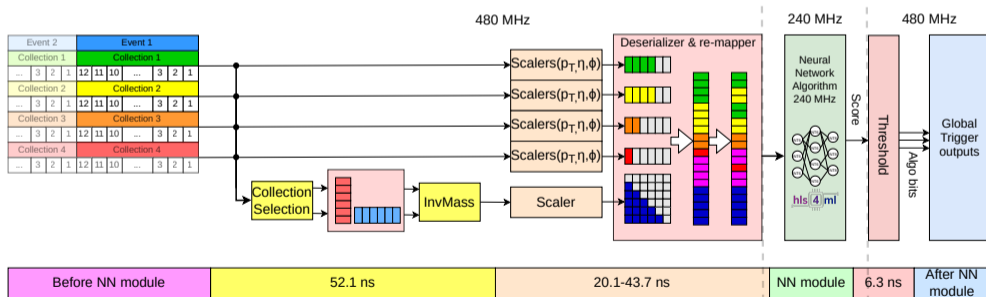 480 MHz
240 MHz
480 MHz
Event 2 Event 1
Collection 1 Collection 1
... 3 2 1 12 11 10 ... 3 2 1
Collection 2 Collection 2
... 3 2 1 12 11 10 ... 3 2 1
Collection 3 Collection 3
... 3 2 1 12 11 10 ... 3 2 1
Collection 4 Collection 4
... 3 2 1 12 11 10 ... 3 2 1
Scalers(pT,η,ϕ)
Scalers(pT,η,ϕ)
Scalers(pT,η,ϕ)
Scalers(pT,η,ϕ)
Collection
Selection
InvMass
Scaler
Deserializer & re-mapper
Neural
Network
Algorithm
240 MHz
hls 4 ml
Score
Threshold
Algo bits
Global
Trigger
outputs
Before NN module
52.1 ns
20.1-43.7 ns
NN module
6.3 ns
After NN
module